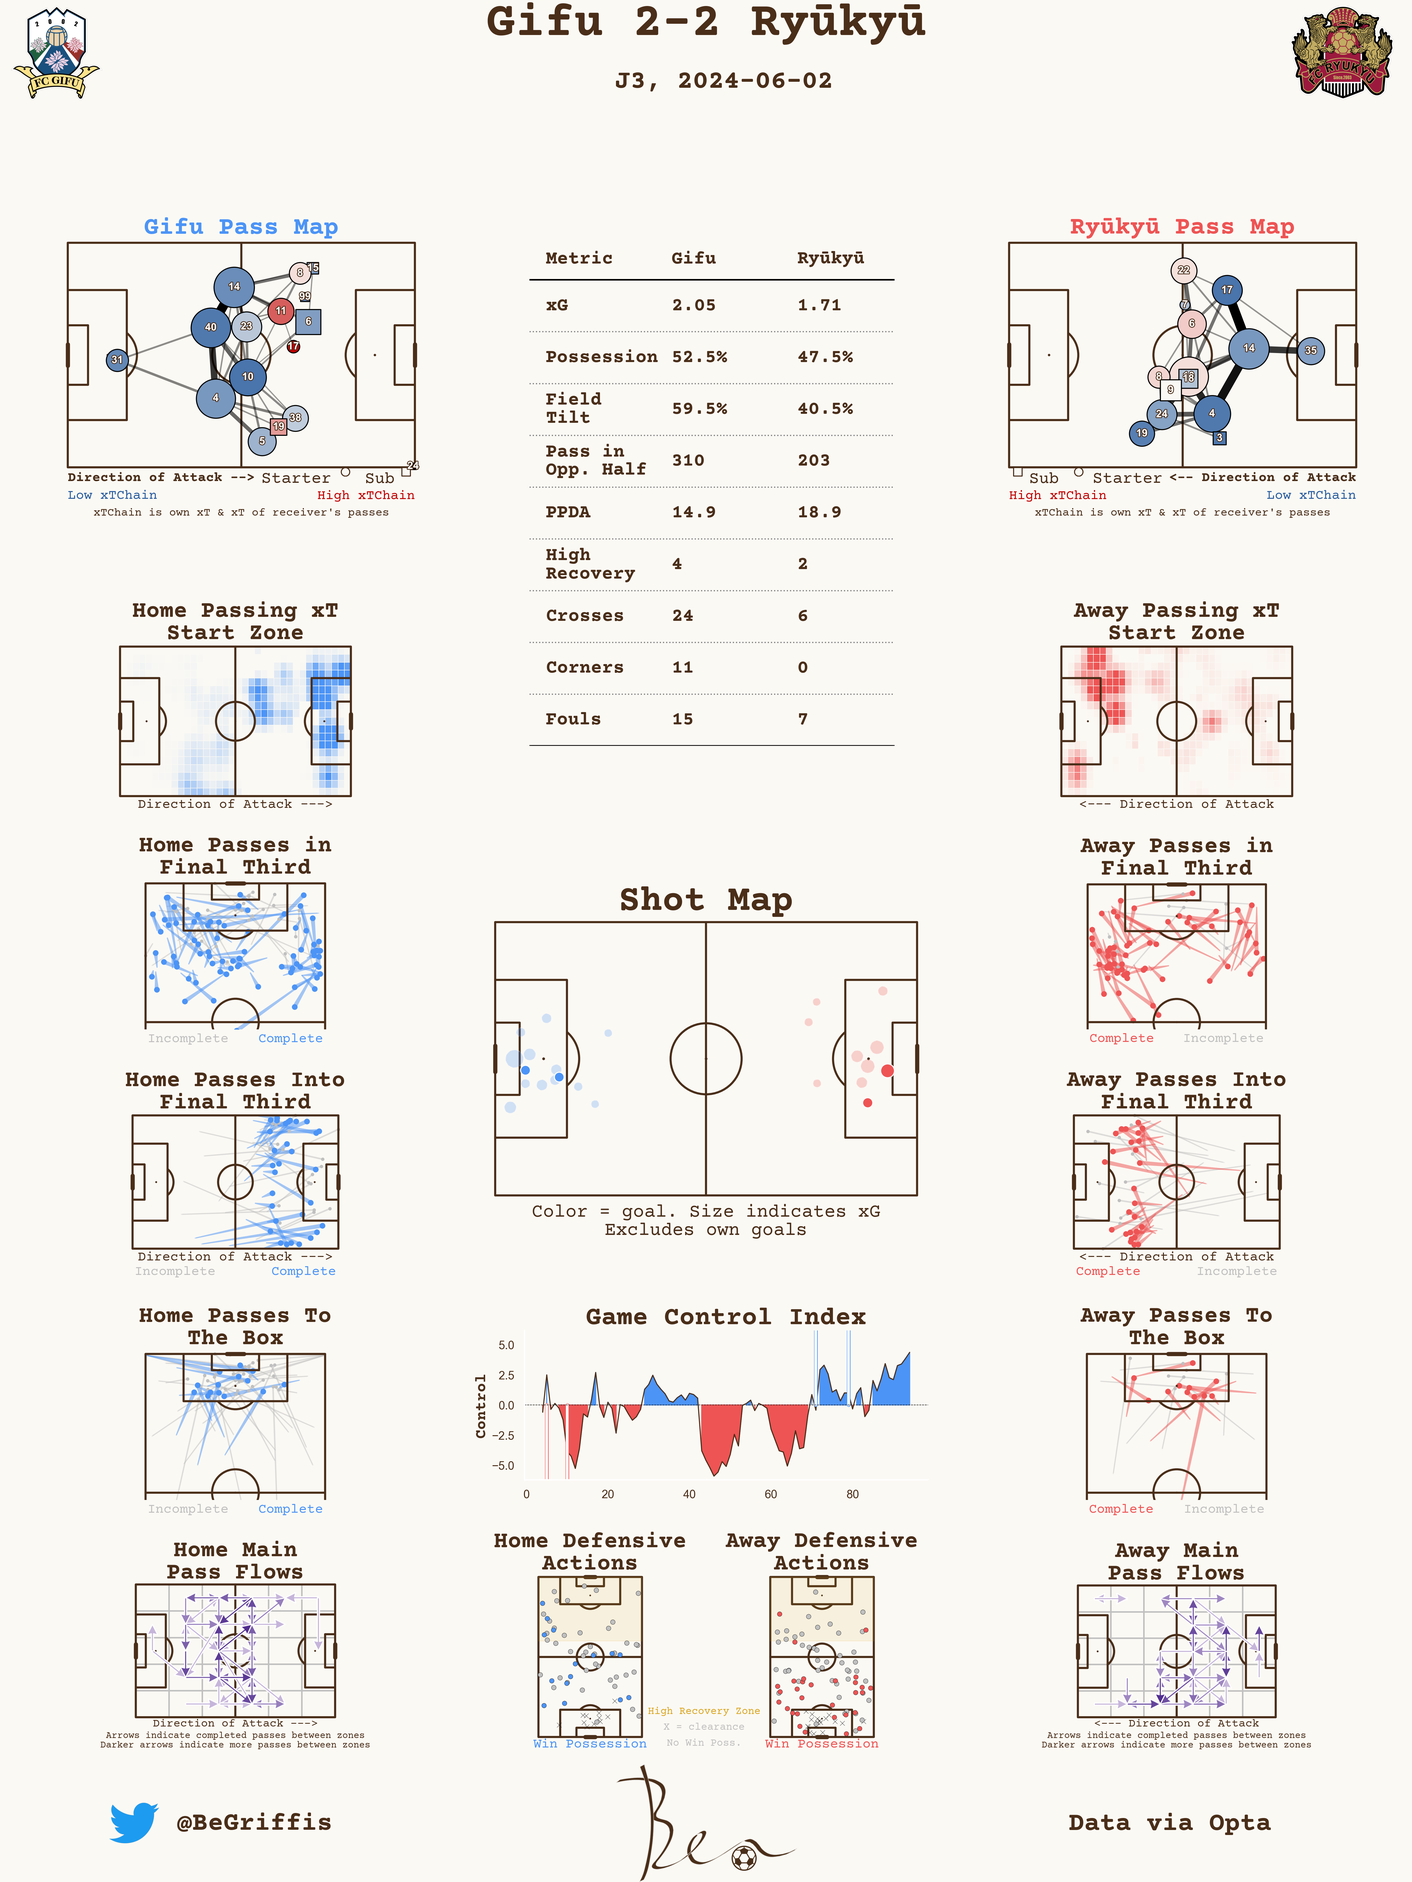 Gifu 2-2 Ryūkyū
J3, 2024-06-02
2 0 0 2
FC GIFU
FC RYUKYU
Since.2003
Gifu Pass Map
14
8
15
99
11
6
40
23
17
31
10
4
38
19
5
24
Direction of Attack --> Starter Sub
Low xTChain High xTChain
xTChain is own xT & xT of receiver's passes
Metric Gifu Ryūkyū
xG 2.05 1.71
Possession 52.5% 47.5%
Field
Tilt 59.5% 40.5%
Pass in
Opp. Half 310 203
PPDA 14.9 18.9
High
Recovery 4 2
Crosses 24 6
Corners 11 0
Fouls 15 7
Ryūkyū Pass Map
22
17
7
6
14
35
8
18
9
24
4
19
3
Sub Starter <-- Direction of Attack
High xTChain Low xTChain
xTChain is own xT & xT of receiver's passes
Home Passing xT
Start Zone
Direction of Attack --->
Away Passing xT
Start Zone
<--- Direction of Attack
Home Passes in
Final Third
Incomplete Complete
Shot Map
Color = goal. Size indicates xG
Excludes own goals
Away Passes in
Final Third
Complete Incomplete
Home Passes Into
Final Third
Direction of Attack --->
Incomplete Complete
Away Passes Into
Final Third
<--- Direction of Attack
Complete Incomplete
Home Passes To
The Box
Incomplete Complete
Game Control Index
Control
5.0
2.5
0.0
−2.5
−5.0
0 20 40 60 80
Away Passes To
The Box
Complete Incomplete
Home Main
Pass Flows
Direction of Attack --->
Arrows indicate completed passes between zones
Darker arrows indicate more passes between zones
Home Defensive
Actions
Win Possession
High Recovery Zone
X = clearance
No Win Poss.
Away Defensive
Actions
Win Possession
Away Main
Pass Flows
<--- Direction of Attack
Arrows indicate completed passes between zones
Darker arrows indicate more passes between zones
@BeGriffis
Ben
Data via Opta